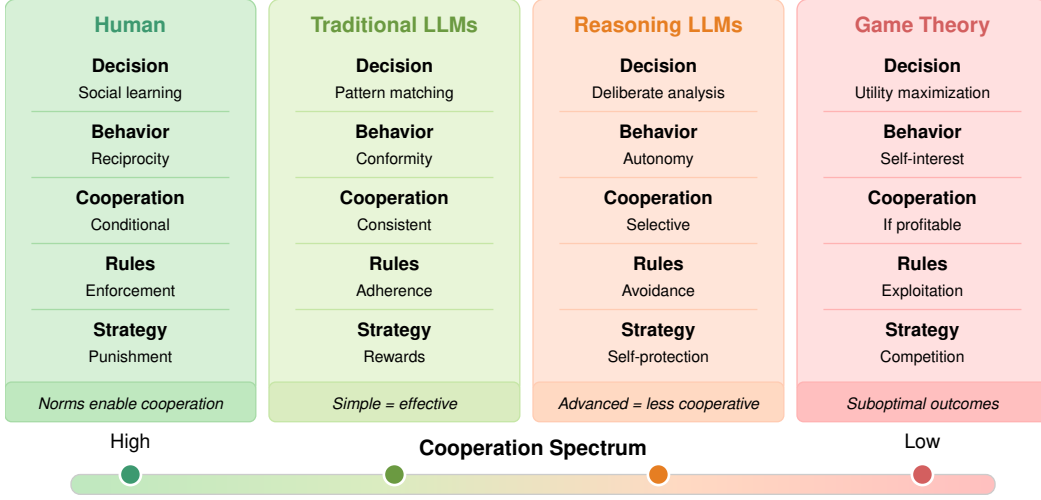 Human
Decision
Social learning
Behavior
Reciprocity
Cooperation
Conditional
Rules
Enforcement
Strategy
Punishment
Norms enable cooperation
Traditional LLMs
Decision
Pattern matching
Behavior
Conformity
Cooperation
Consistent
Rules
Adherence
Strategy
Rewards
Simple = effective
Reasoning LLMs
Decision
Deliberate analysis
Behavior
Autonomy
Cooperation
Selective
Rules
Avoidance
Strategy
Self-protection
Advanced = less cooperative
Game Theory
Decision
Utility maximization
Behavior
Self-interest
Cooperation
If profitable
Rules
Exploitation
Strategy
Competition
Suboptimal outcomes
High
Cooperation Spectrum
Low